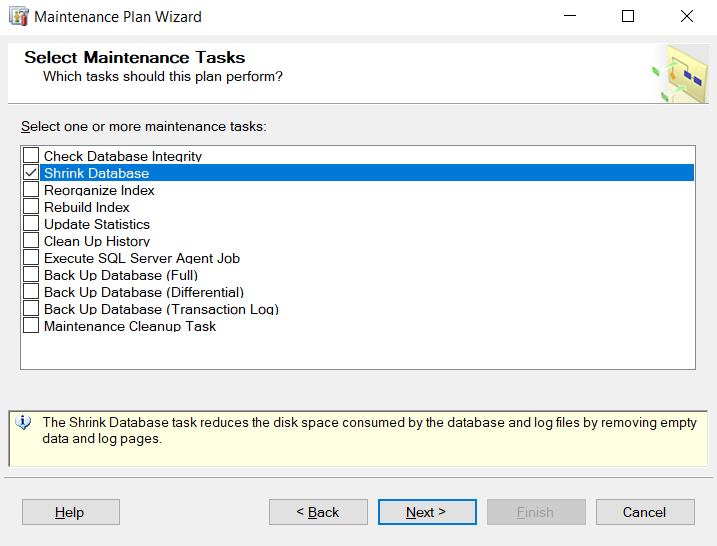 Maintenance Plan Wizard
Select Maintenance Tasks
Which tasks should this plan perform?
Select one or more maintenance tasks:
Check Database Integrity
Shrink Database
Reorganize Index
Rebuild Index
Update Statistics
Clean Up History
Execute SQL Server Agent Job
Back Up Database (Full)
Back Up Database (Differential)
Back Up Database (Transaction Log)
Maintenance Cleanup Task
The Shrink Database task reduces the disk space consumed by the database and log files by removing empty
data and log pages.
Help < Back Next > Finish Cancel